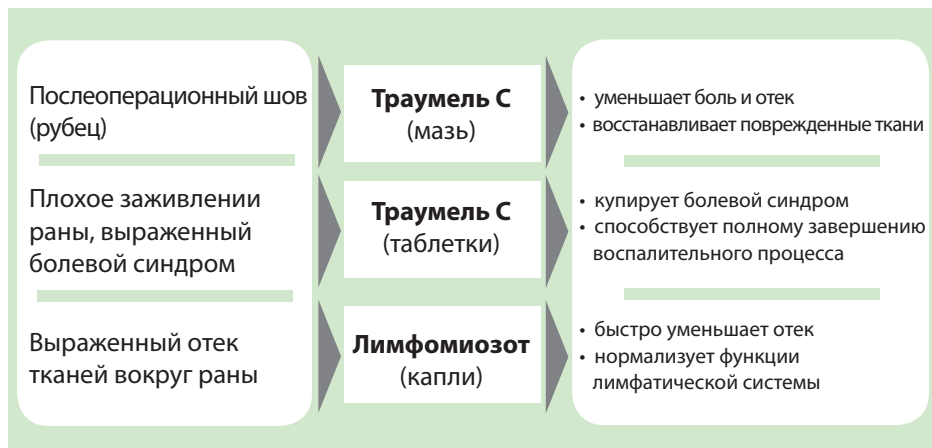 Послеоперационный шов
(рубец)
Траумель С
(мазь)
• уменьшает боль и отек
• восстанавливает поврежденные ткани
Плохое заживлении
раны, выраженный
болевой синдром
Траумель С
(таблетки)
• купирует болевой синдром
• способствует полному завершению
воспалительного процесса
Выраженный отек
тканей вокруг раны
Лимфомиозот
(капли)
• быстро уменьшает отек
• нормализует функции
лимфатической системы